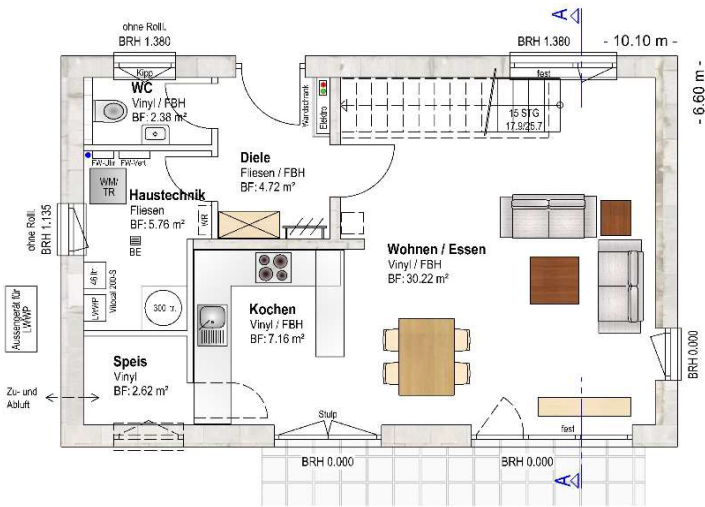 ohne Rolll.
BRH 1.380
BRH 1.380
A
- 10.10 m -
- 6.60 m -
Kipp
fest
WC
Vinyl / FBH
BF: 2.38 m²
Wandschrank
Elektro
15 STG
17.9/25.7
FW-Uhr
FW-Vert
WM/
TR
Diele
Fliesen / FBH
BF: 4.72 m²
Haustechnik
Fliesen
BF: 5.76 m²
WR
BE
ohne Rolll.
BRH 1.135
Wohnen / Essen
Vinyl / FBH
BF: 30.22 m²
46 ltr.
LWWP
Vitocal 200-S
300 ltr.
Aussengerät für
LWWP
Kochen
Vinyl / FBH
BF: 7.16 m²
BRH 0.000
Speis
Vinyl
BF: 2.62 m²
Zu- und
Abluft
Stulp
fest
BRH 0.000
BRH 0.000
A